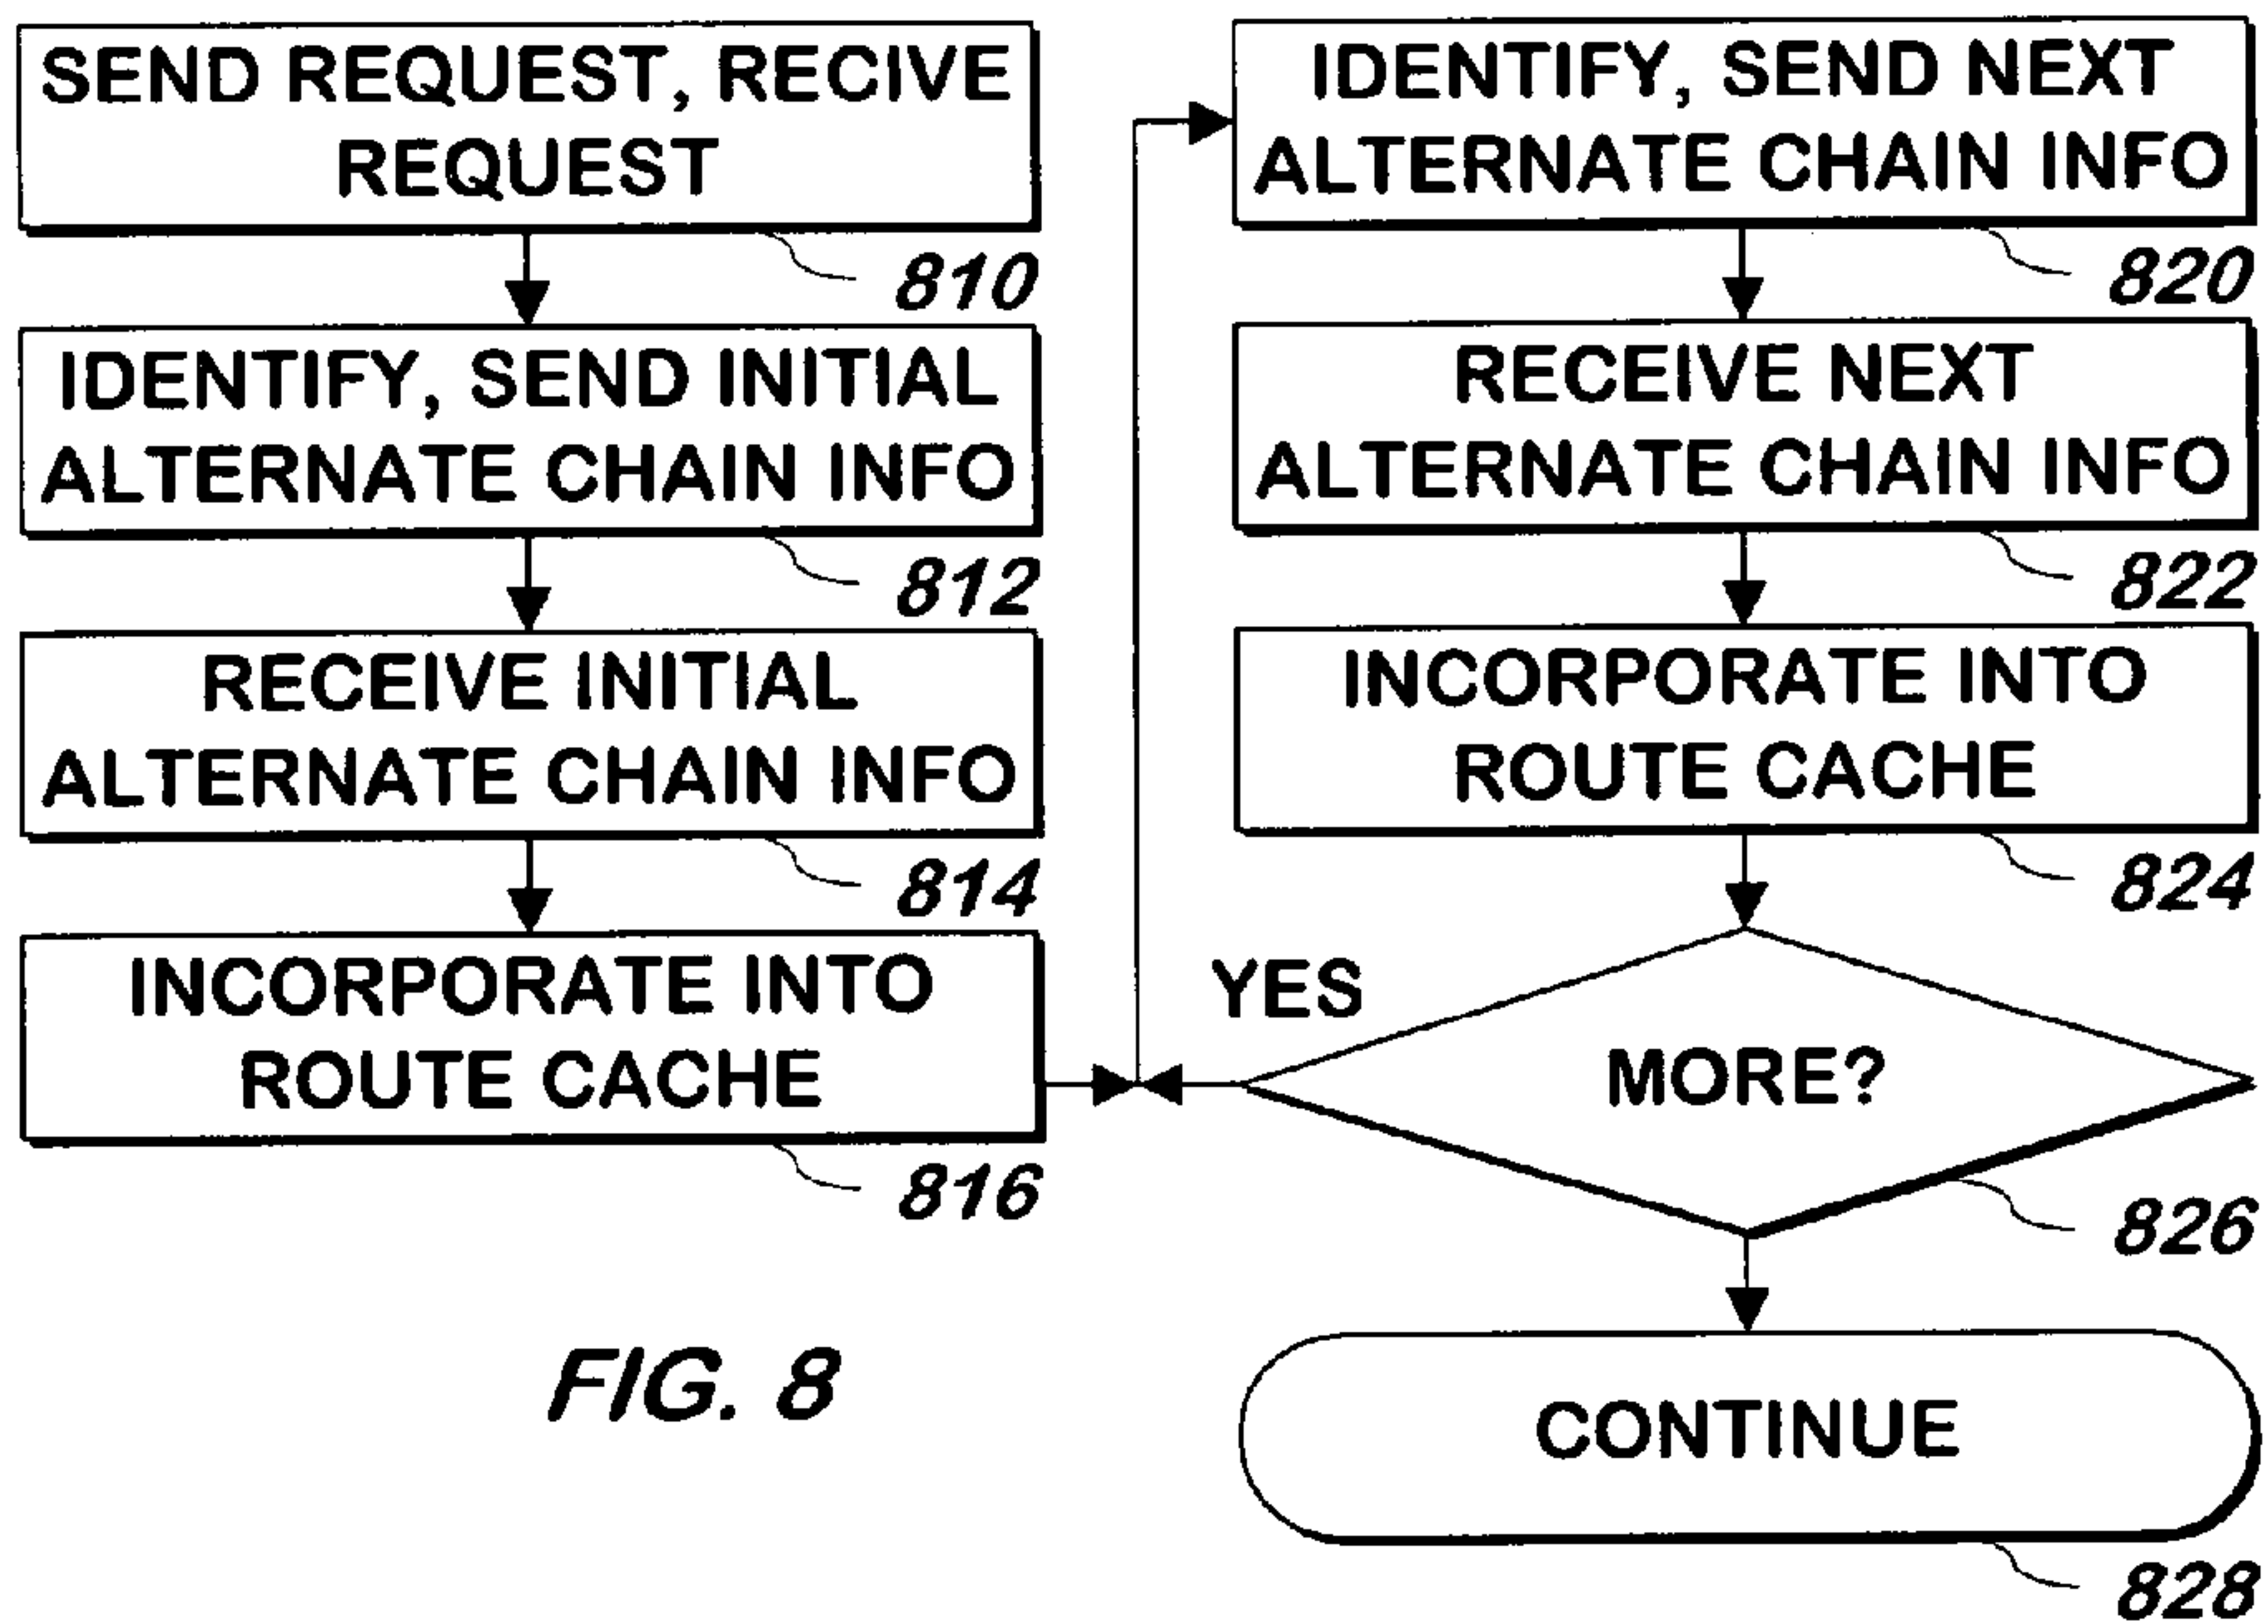 SEND REQUEST, RECIVE
REQUEST
810
IDENTIFY, SEND INITIAL
ALTERNATE CHAIN INFO
812
RECEIVE INITIAL
ALTERNATE CHAIN INFO
814
INCORPORATE INTO
ROUTE CACHE
816
IDENTIFY, SEND NEXT
ALTERNATE CHAIN INFO
820
RECEIVE NEXT
ALTERNATE CHAIN INFO
822
INCORPORATE INTO
ROUTE CACHE
824
YES
MORE?
826
CONTINUE
828
FIG. 8